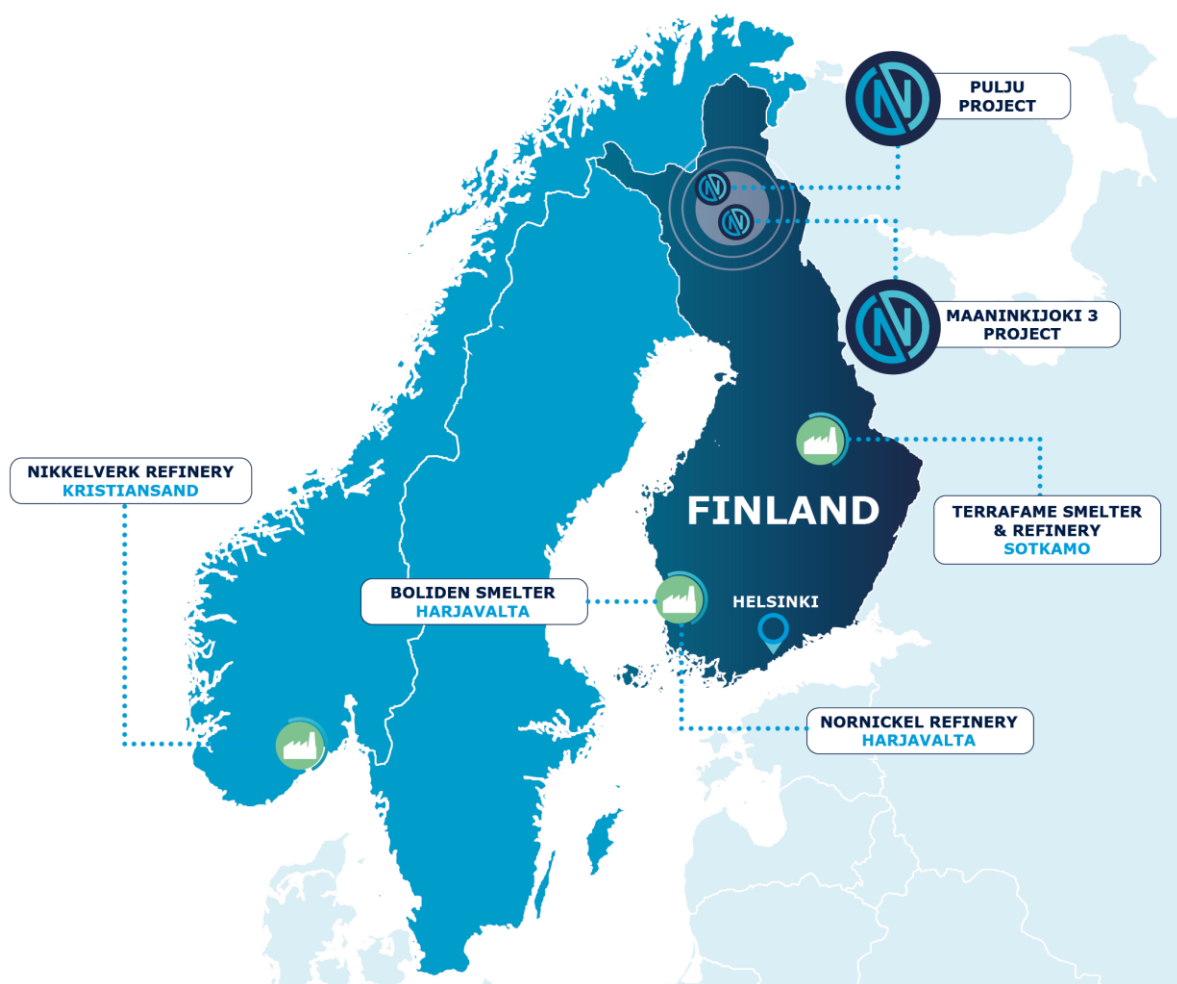 PULJU
PROJECT
MAANINKIJOKI 3
PROJECT
NIKKELVERK REFINERY
KRISTIANSAND
FINLAND
TERRAFAME SMELTER
& REFINERY
SOTKAMO
BOLIDEN SMELTER
HARJAVALTA
HELSINKI
NORNICKEL REFINERY
HARJAVALTA